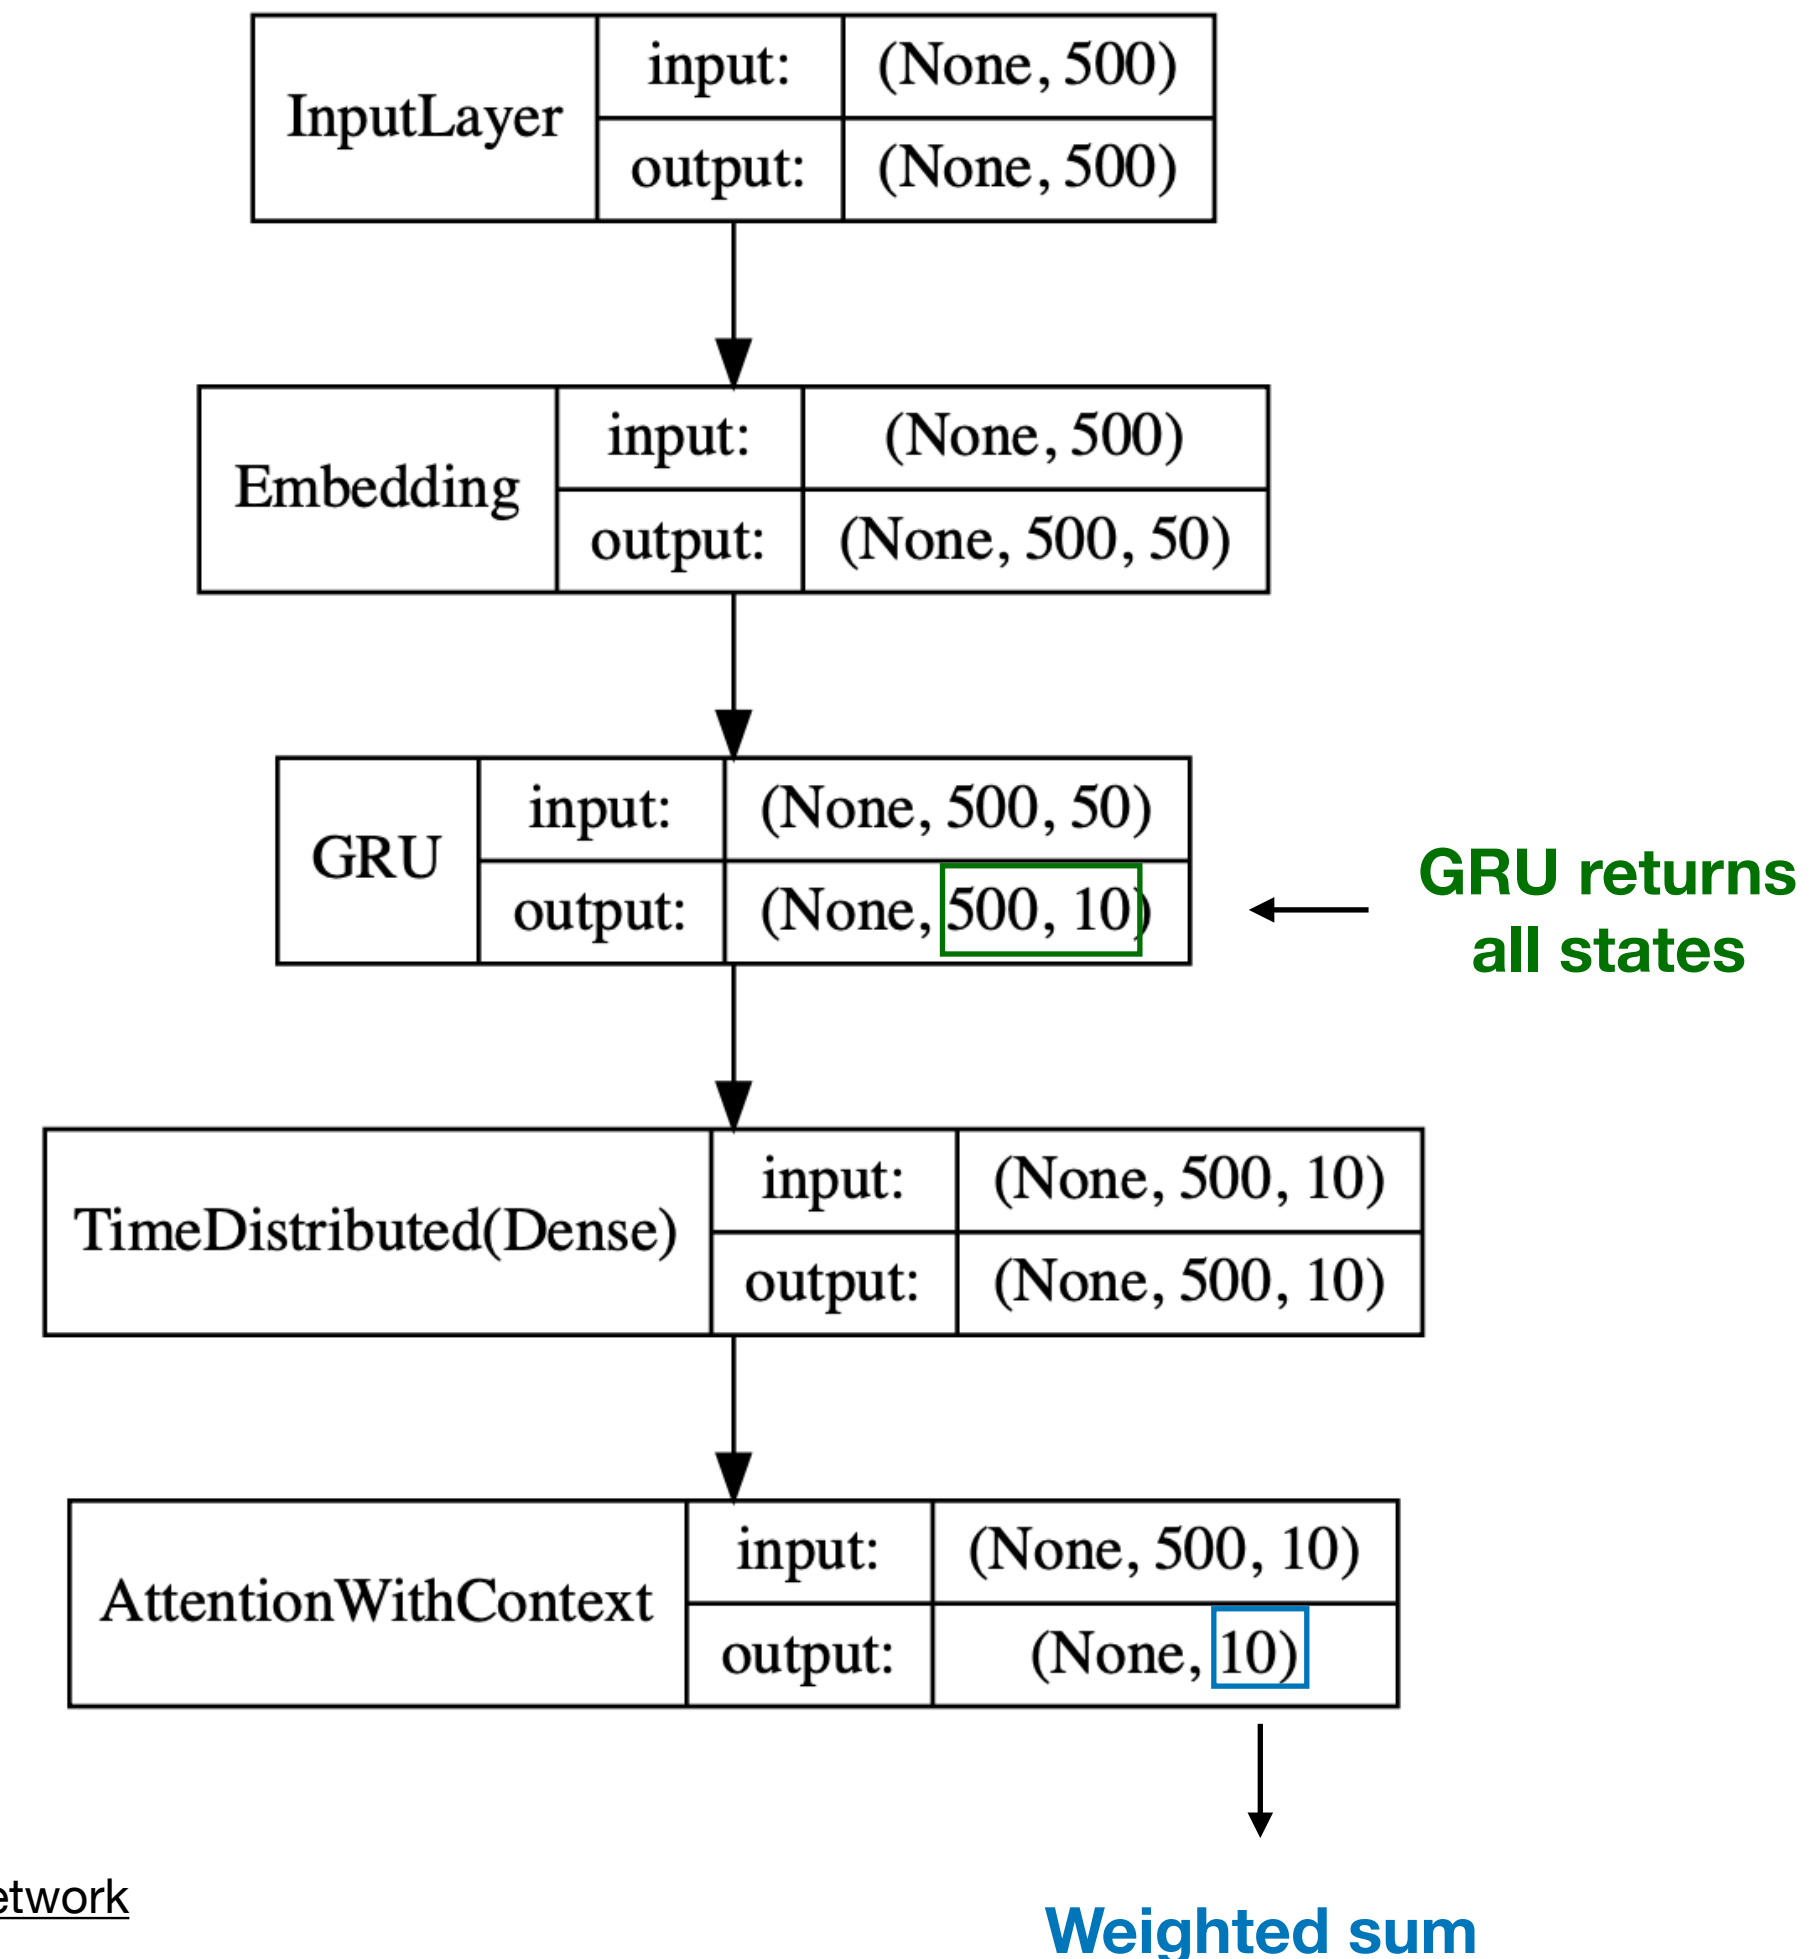 InputLayer
input:
(None, 500)
output:
(None, 500)
Embedding
input:
(None, 500)
output:
(None, 500, 50)
GRU
input:
(None, 500, 50)
output:
(None, 500, 10)
GRU returns
all states
TimeDistributed(Dense)
input:
(None, 500, 10)
output:
(None, 500, 10)
AttentionWithContext
input:
(None, 500, 10)
output:
(None, 10)
etwork
Weighted sum